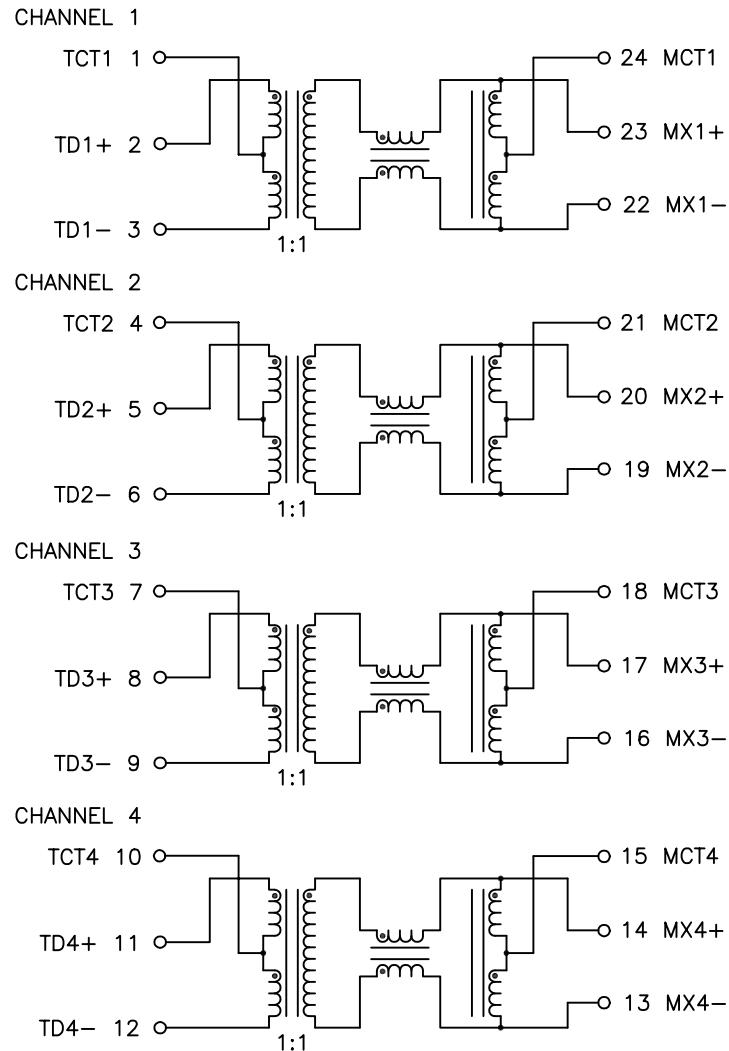 CHANNEL 1
TCT1 1
24 MCT1
TD1+ 2
23 MX1+
TD1− 3
22 MX1−
1:1
CHANNEL 2
TCT2 4
21 MCT2
TD2+ 5
20 MX2+
TD2− 6
19 MX2−
1:1
CHANNEL 3
TCT3 7
18 MCT3
TD3+ 8
17 MX3+
TD3− 9
16 MX3−
1:1
CHANNEL 4
TCT4 10
15 MCT4
TD4+ 11
14 MX4+
TD4− 12
13 MX4−
1:1